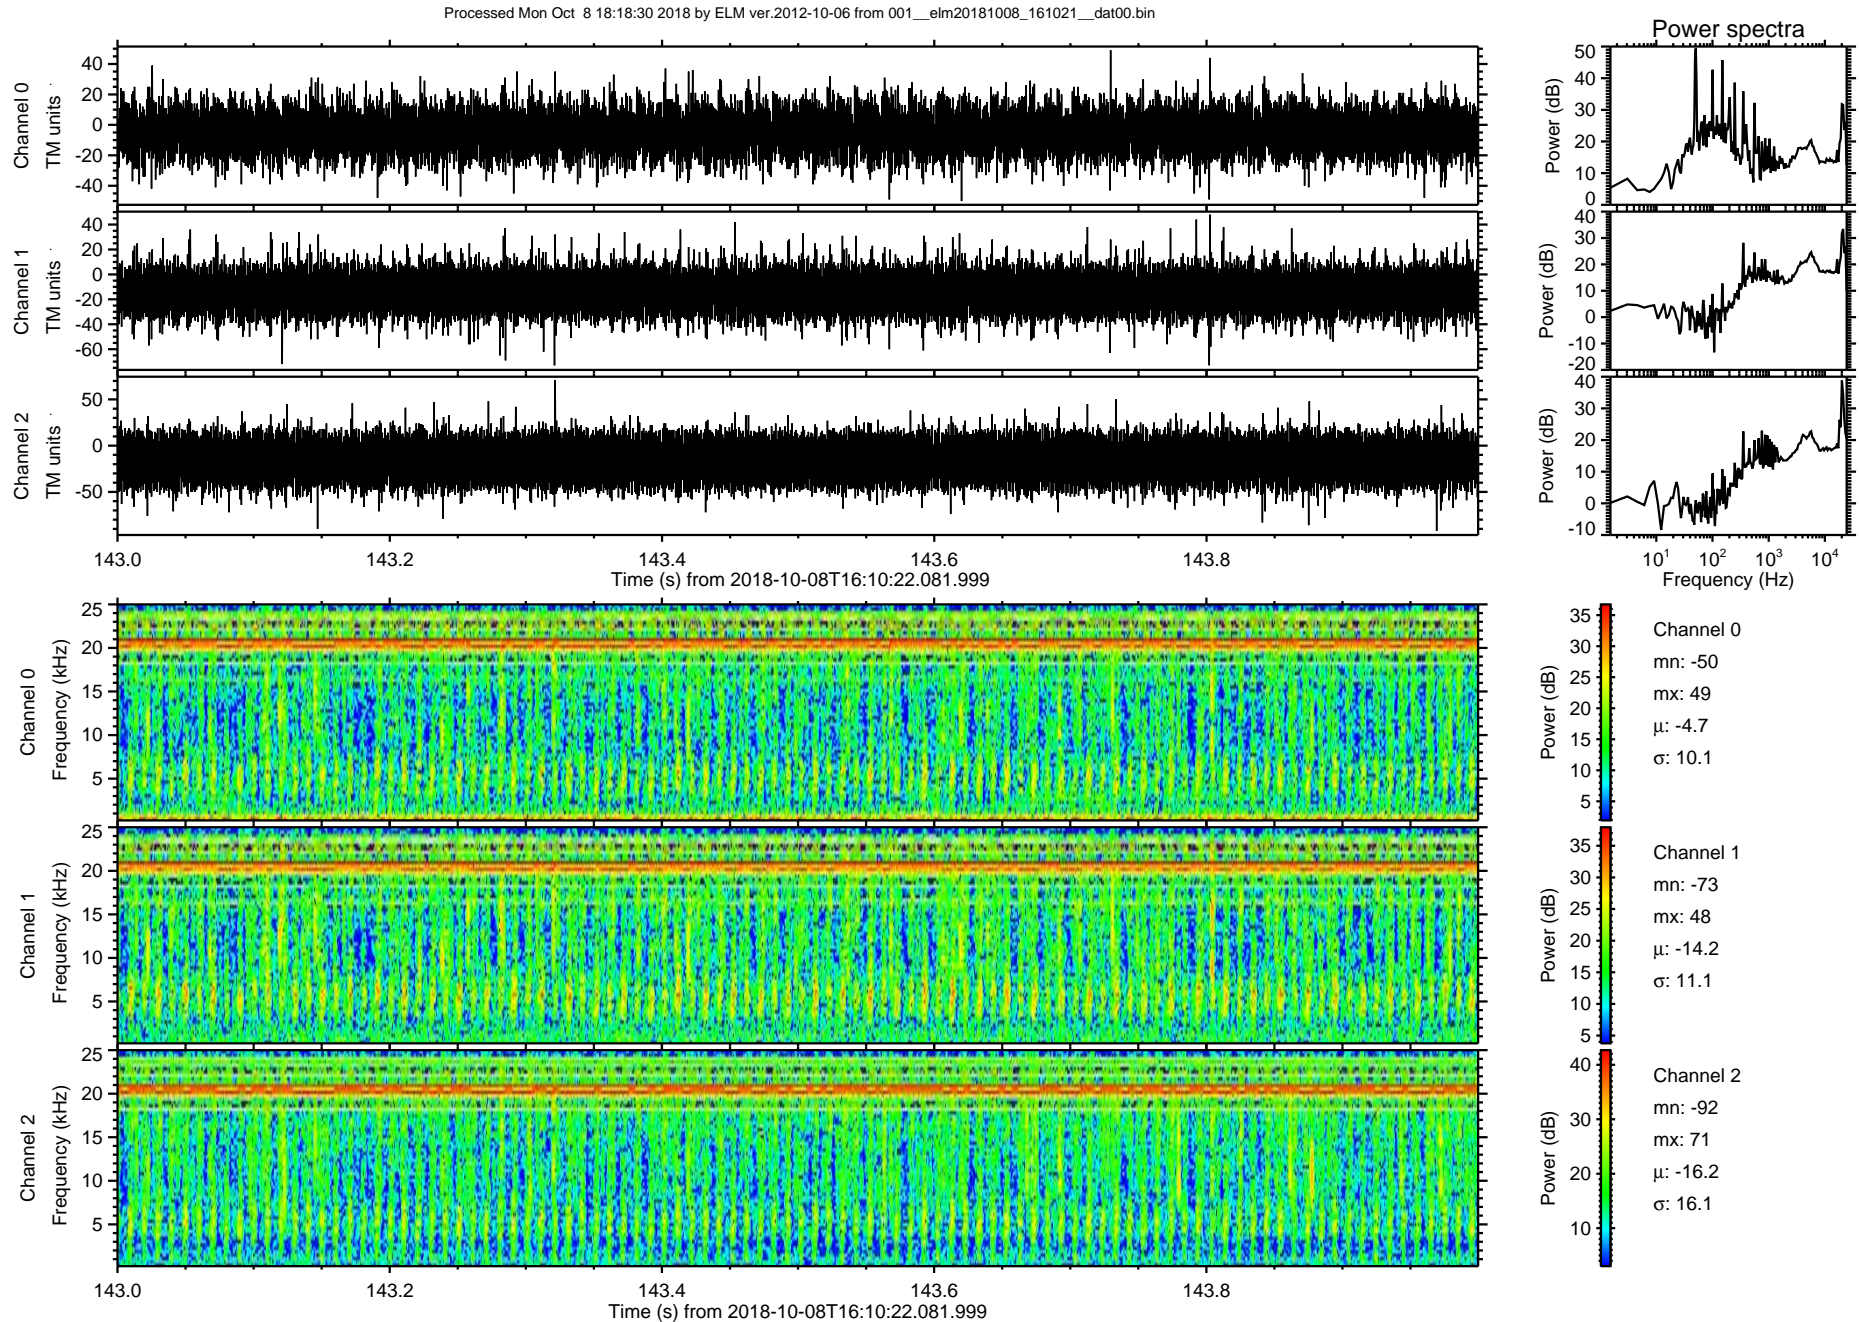 Processed Mon Oct 8 18:18:30 2018 by ELM ver.2012-10-06 from 001__elm20181008_161021__dat00.bin
Power spectra
Channel 0
TM units
40
20
0
-20
-40
Power (dB)
50
40
30
20
10
0
Channel 1
TM units
40
20
0
-20
-40
-60
Power (dB)
40
30
20
10
0
-10
-20
Channel 2
TM units
50
0
-50
Power (dB)
40
30
20
10
0
-10
143.0 143.2 143.4 143.6 143.8
Time (s) from 2018-10-08T16:10:22.081.999
10¹ 10² 10³ 10⁴
Frequency (Hz)
Channel 0
Frequency (kHz)
25
20
15
10
5
Power (dB)
35
30
25
20
15
10
5
Channel 0
mn: -50
mx: 49
μ: -4.7
σ: 10.1
Channel 1
Frequency (kHz)
25
20
15
10
5
Power (dB)
35
30
25
20
15
10
5
Channel 1
mn: -73
mx: 48
μ: -14.2
σ: 11.1
Channel 2
Frequency (kHz)
25
20
15
10
5
Power (dB)
40
30
20
10
Channel 2
mn: -92
mx: 71
μ: -16.2
σ: 16.1
143.0 143.2 143.4 143.6 143.8
Time (s) from 2018-10-08T16:10:22.081.999